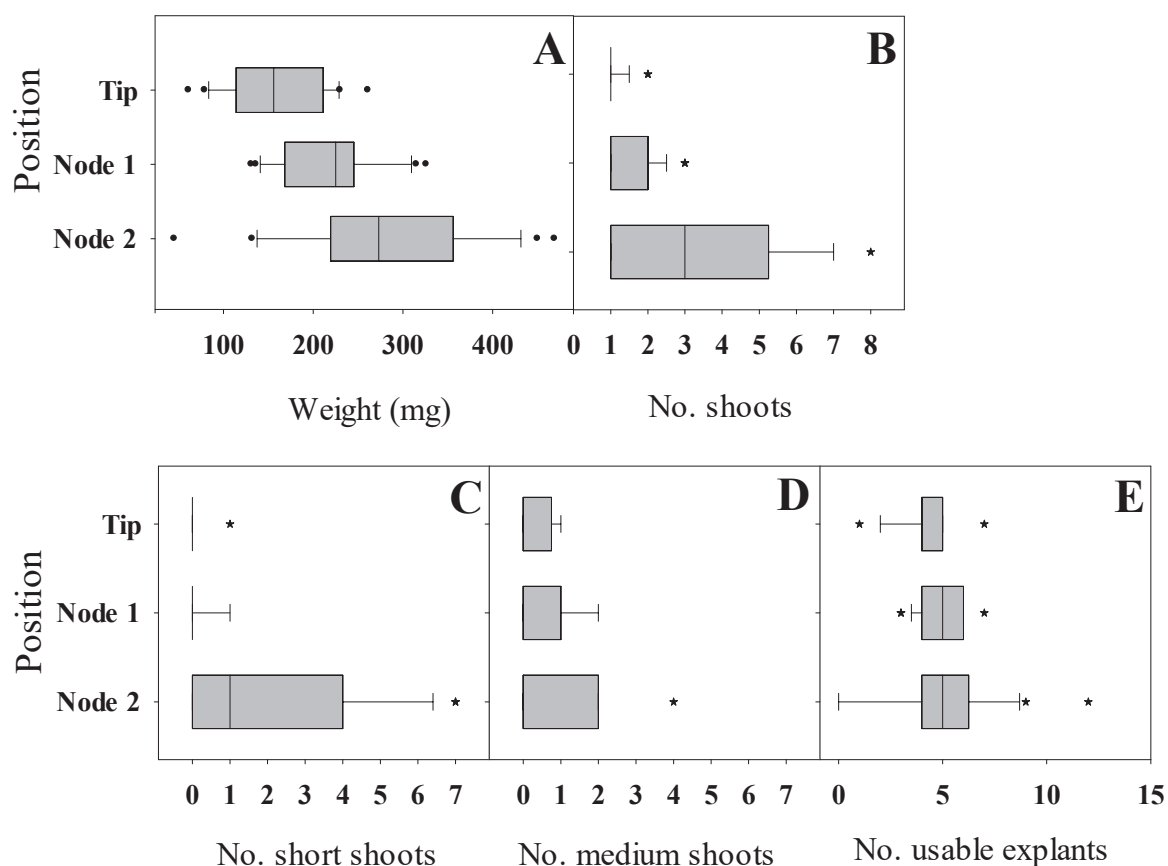 A
B
Position
Tip
Node 1
Node 2
100 200 300 400
0 1 2 3 4 5 6 7 8
Weight (mg)
No. shoots
C
D
E
Position
Tip
Node 1
Node 2
0 1 2 3 4 5 6 7
0 1 2 3 4 5 6 7
0 5 10 15
No. short shoots
No. medium shoots
No. usable explants